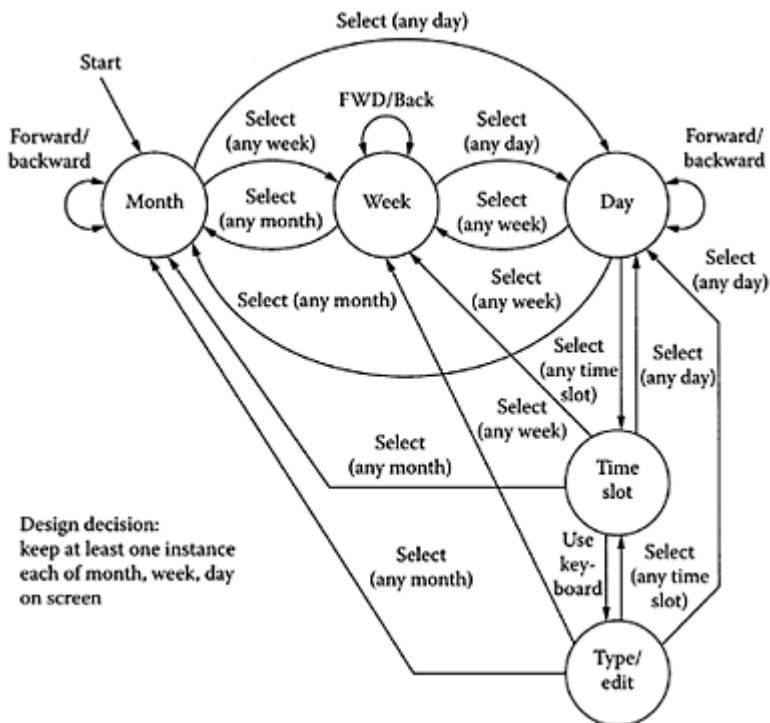 Select (any day)
Start
FWD/Back
Forward/
backward
Select
(any week)
Select
(any day)
Forward/
backward
Month
Select
(any month)
Week
Select
(any week)
Day
Select
(any day)
Select (any month)
Select
(any week)
Select
(any time
slot)
Select
(any day)
Select
(any week)
Select
(any month)
Time
slot
Design decision:
keep at least one instance
each of month, week, day
on screen
Select
(any month)
Use
key-
board
Select
(any time
slot)
Type/
edit